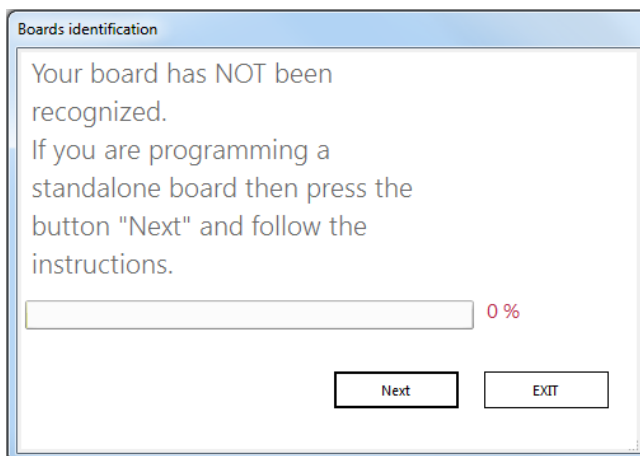 Boards identification
Your board has NOT been
recognized.
If you are programming a
standalone board then press the
button "Next" and follow the
instructions.
0 %
Next EXIT